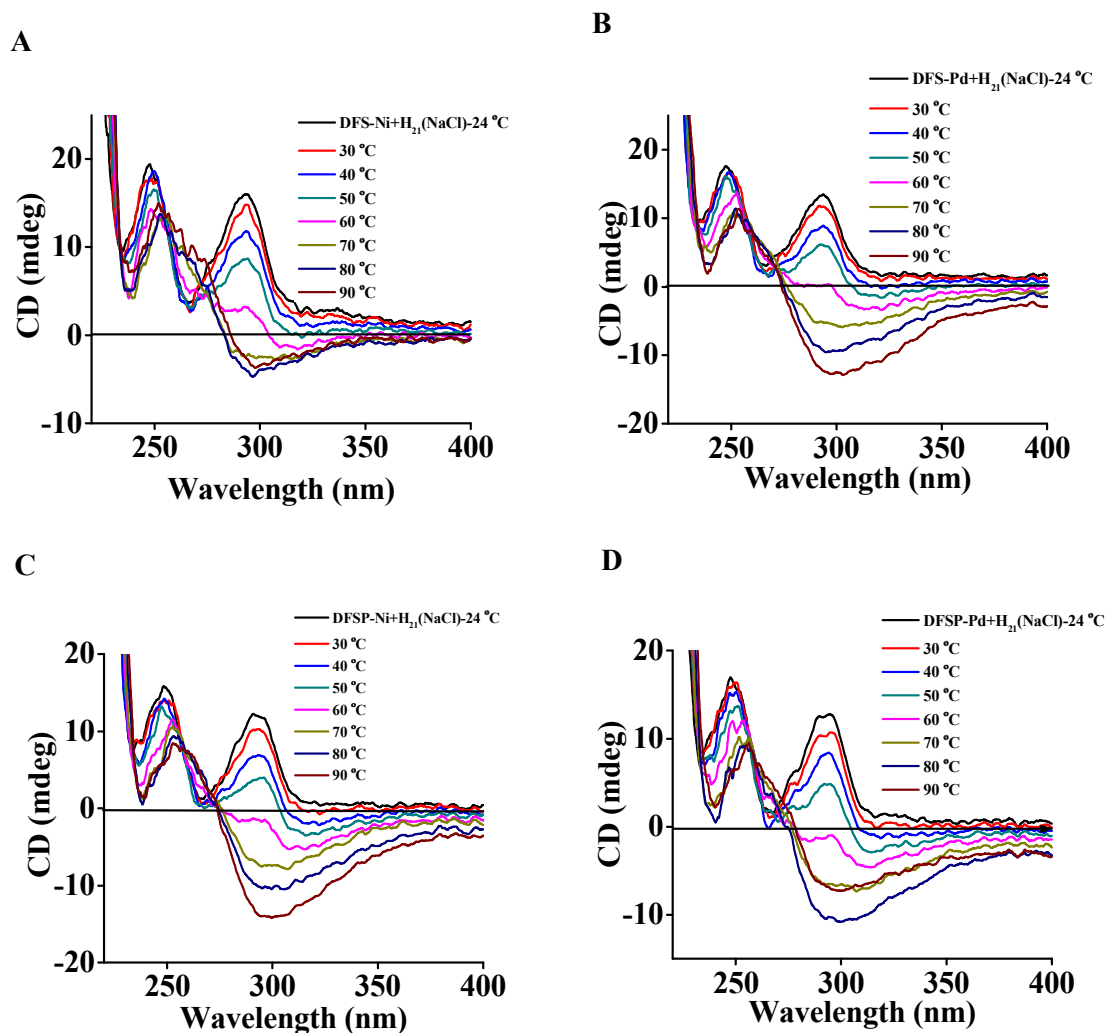 A
DFS-Ni+H21(NaCl)-24 °C
30 °C
40 °C
50 °C
60 °C
70 °C
80 °C
90 °C
20
10
0
-10
CD (mdeg)
250 300 350 400
Wavelength (nm)
B
DFS-Pd+H21(NaCl)-24 °C
30 °C
40 °C
50 °C
60 °C
70 °C
80 °C
90 °C
20
10
0
-10
-20
CD (mdeg)
250 300 350 400
Wavelength (nm)
C
DFSP-Ni+H21(NaCl)-24 °C
30 °C
40 °C
50 °C
60 °C
70 °C
80 °C
90 °C
20
10
0
-10
-20
CD (mdeg)
250 300 350 400
Wavelength (nm)
D
DFSP-Pd+H21(NaCl)-24 °C
30 °C
40 °C
50 °C
60 °C
70 °C
80 °C
90 °C
20
10
0
-10
CD (mdeg)
250 300 350 400
Wavelength (nm)